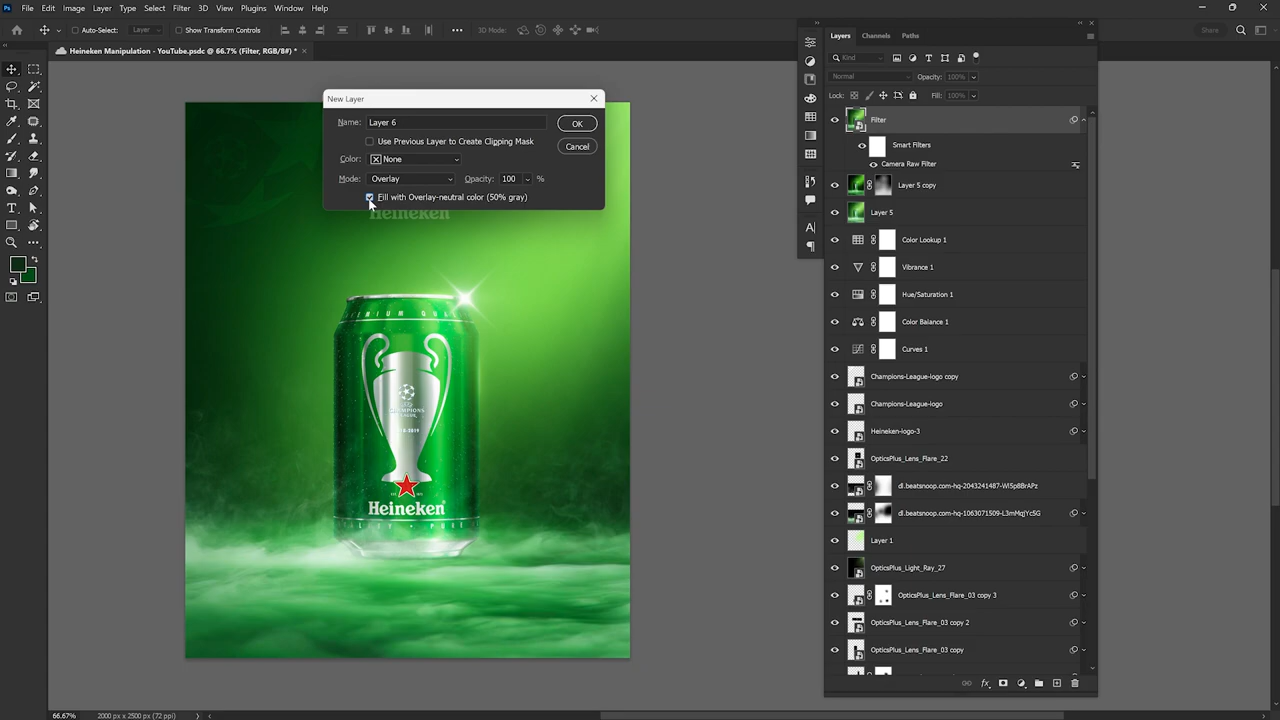 File Edit Image Layer Type Select Filter 3D View Plugins Window Help
Auto-Select: Layer Show Transform Controls 3D Mode: Share
Heineken Manipulation - YouTube.psdc @ 66.7% (Filter, RGB/8#) *
New Layer
Name: Layer 6
OK
Use Previous Layer to Create Clipping Mask
Cancel
Color: None
Mode: Overlay Opacity: 100 %
Fill with Overlay-neutral color (50% gray)
Heineken
CHAMPIONS
LEAGUE
Heineken
Layers Channels Paths
Kind
Normal Opacity: 100%
Lock: Fill: 100%
Filter
Smart Filters
Camera Raw Filter
Layer 5 copy
Layer 5
Color Lookup 1
Vibrance 1
Hue/Saturation 1
Color Balance 1
Curves 1
Champions-League-logo copy
Champions-League-logo
Heineken-logo-3
OpticsPlus_Lens_Flare_22
dl.beatsnoop.com-hq-2043241487-Wl5p8BrAPz
dl.beatsnoop.com-hq-1063071509-L3mMqjYc5G
Layer 1
OpticsPlus_Light_Ray_27
OpticsPlus_Lens_Flare_03 copy 3
OpticsPlus_Lens_Flare_03 copy 2
OpticsPlus_Lens_Flare_03 copy
fx
66.67% 2000 px x 2500 px (72 ppi)